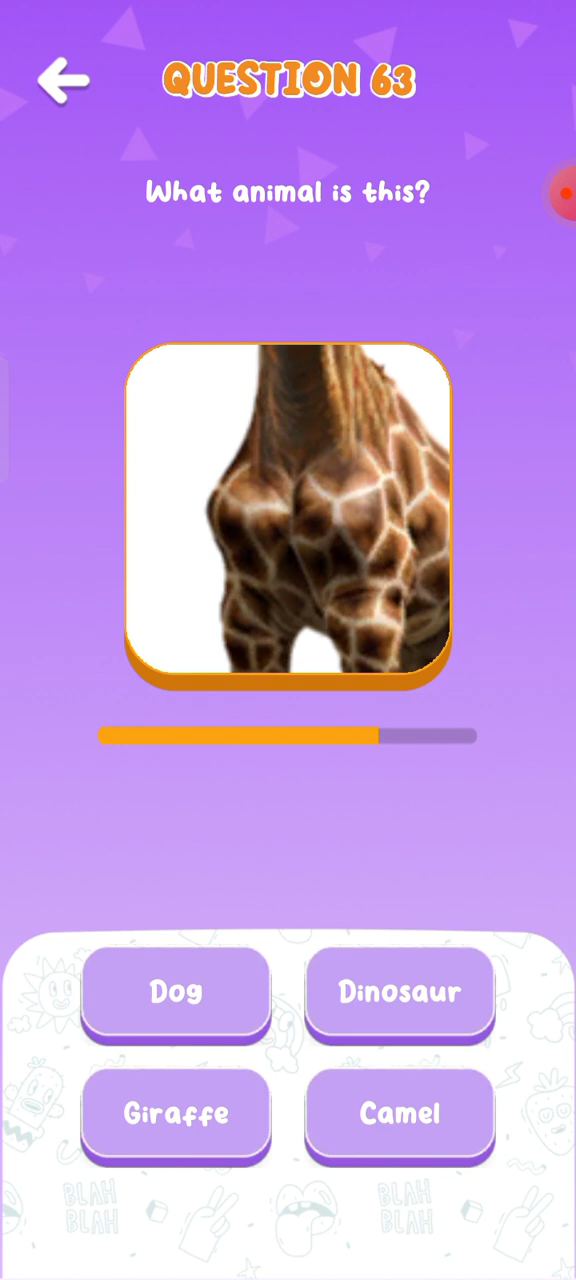 QUESTION 63
What animal is this?
Dog
Dinosaur
Giraffe
Camel
BLAH
BLAH
BLAH
BLAH